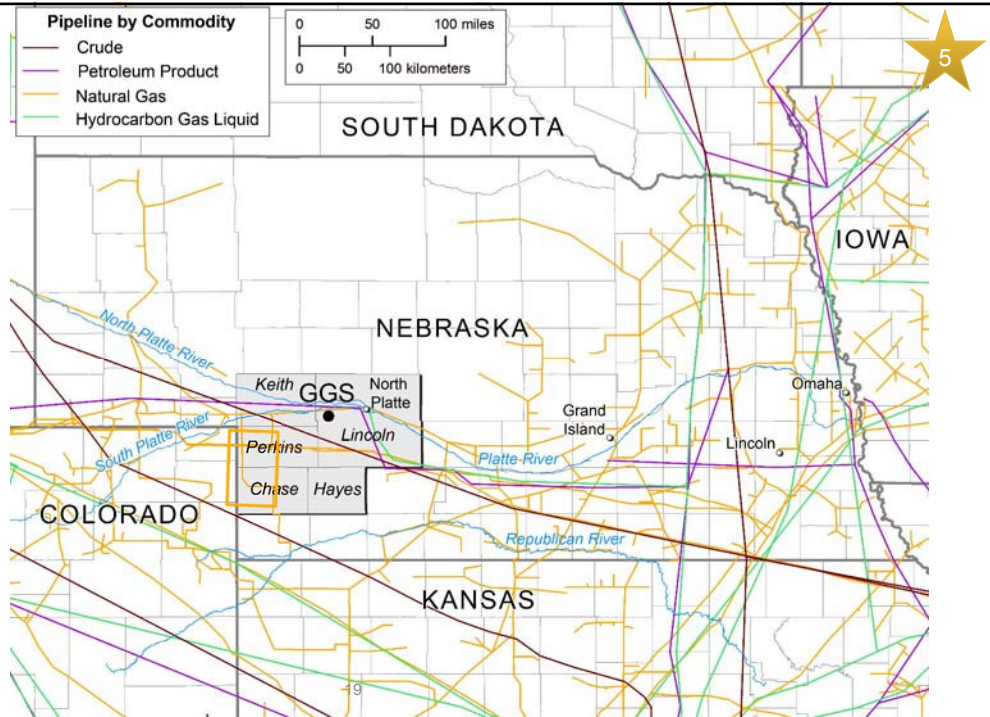 Pipeline by Commodity
Crude
Petroleum Product
Natural Gas
Hydrocarbon Gas Liquid
0 50 100 miles
0 50 100 kilometers
5
SOUTH DAKOTA
IOWA
NEBRASKA
North Platte River
Keith
GGS
North
Platte
Omaha
Grand
Island
Lincoln
Lincoln
South Platte River
Perkins
Platte River
Chase
Hayes
COLORADO
Republican River
KANSAS
19